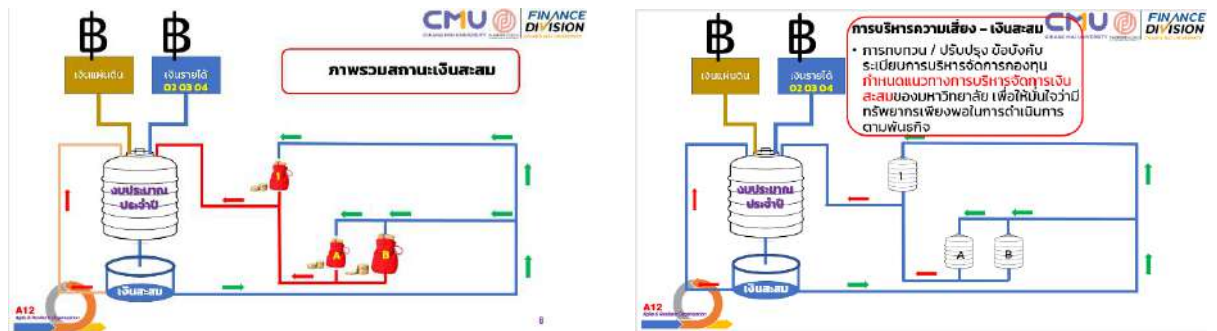 CMU
CHIANG MAI UNIVERSITY
FINANCE
DIVISION
฿ ฿
เงินแผ่นดิน
เงินรายได้
02 03 04
ภาพรวมสถานะเงินสะสม
1
งบประมาณ
ประจำปี
A B
เงินสะสม
A12
8
CMU
FINANCE
DIVISION
฿ ฿
เงินแผ่นดิน
เงินรายได้
02 03 04
การบริหารความเสี่ยง – เงินสะสม
• การทบทวน / ปรับปรุง ข้อบังคับ
ระเบียบการบริหารจัดการกองทุน
กำหนดแนวทางการบริหารจัดการเงิน
สะสมของมหาวิทยาลัย เพื่อให้มั่นใจว่ามี
ทรัพยากรเพียงพอในการดำเนินการ
ตามพันธกิจ
1
งบประมาณ
ประจำปี
A B
เงินสะสม
A12